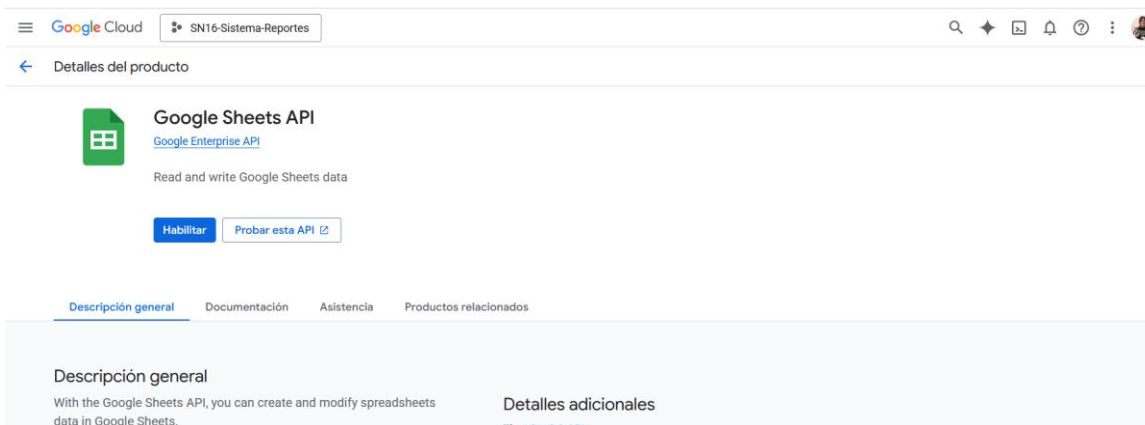 Google Cloud
SN16-Sistema-Reportes
Detalles del producto
Google Sheets API
Google Enterprise API
Read and write Google Sheets data
Habilitar
Probar esta API
Descripción general
Documentación
Asistencia
Productos relacionados
Descripción general
With the Google Sheets API, you can create and modify spreadsheets
data in Google Sheets.
Detalles adicionales